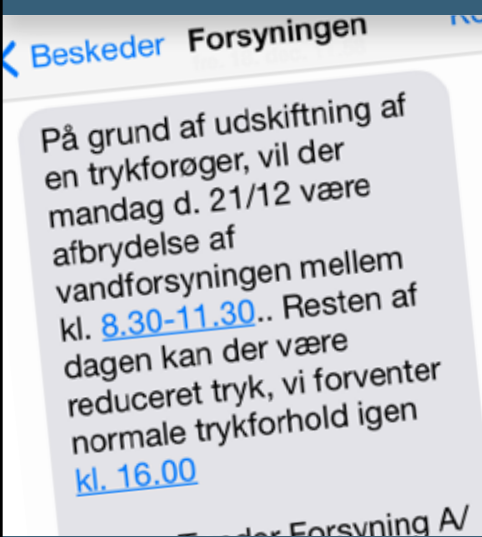 Beskeder Forsyningen
På grund af udskiftning af
en trykforøger, vil der
mandag d. 21/12 være
afbrydelse af
vandforsyningen mellem
kl. 8.30-11.30.. Resten af
dagen kan der være
reduceret tryk, vi forventer
normale trykforhold igen
kl. 16.00
Forsyning A/